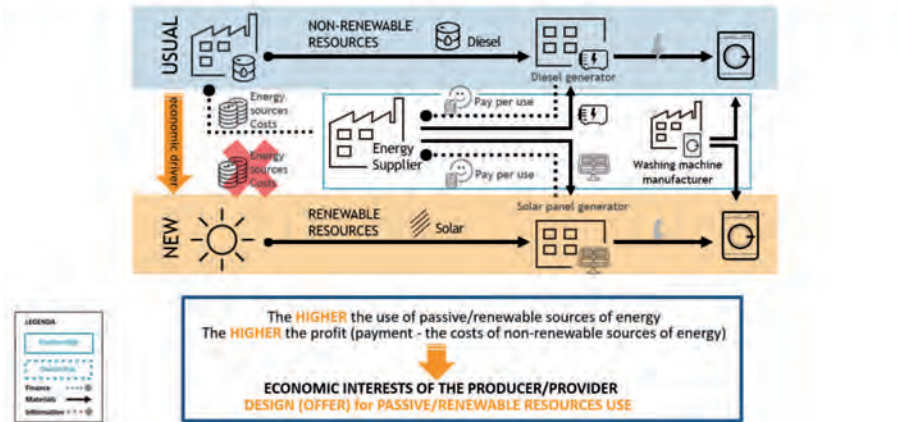 USUAL
NON-RENEWABLE
RESOURCES
Diesel
Diesel generator
economic driver
Energy
sources
Costs
Pay per use
Energy
Supplier
Washing machine
manufacturer
Energy
sources
Costs
Pay per use
Solar panel generator
NEW
RENEWABLE
RESOURCES
Solar
LEGENDA
Finance
Materials
Information
The HIGHER the use of passive/renewable sources of energy
The HIGHER the profit (payment - the costs of non-renewable sources of energy)
ECONOMIC INTERESTS OF THE PRODUCER/PROVIDER
DESIGN (OFFER) for PASSIVE/RENEWABLE RESOURCES USE